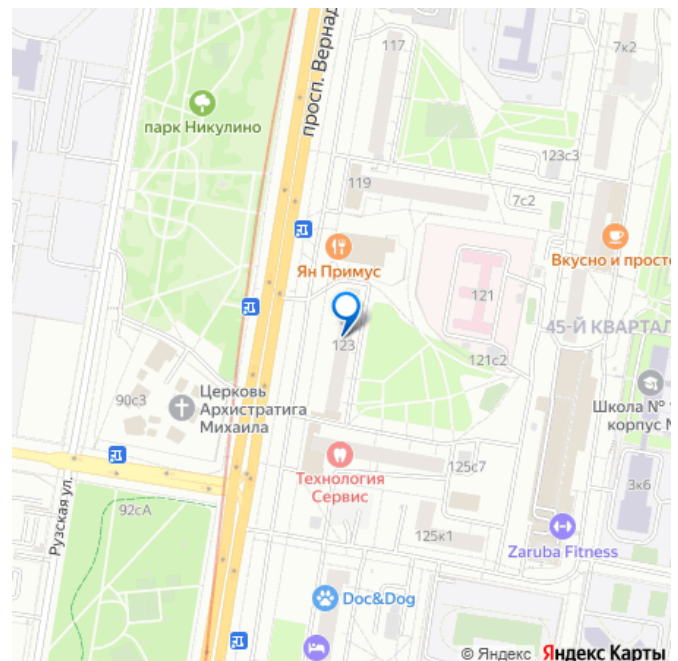 117
7к2
просп. Вернад
парк Никулино
123с3
119
7с2
Ян Примус
Вкусно и просто
121
123
45-Й КВАРТАЛ
121с2
90с3
Церковь
Архистратига
Михаила
Школа №
корпус
Технология
Сервис
125с7
3к6
Рузская ул.
92сА
125к1
Zaruba Fitness
Doc&Dog
© Яндекс Яндекс Карты